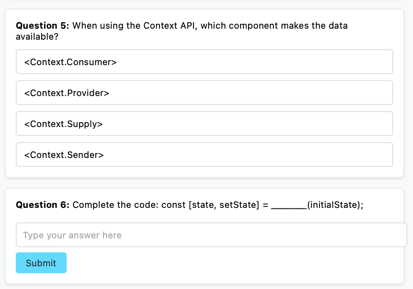 Question 5: When using the Context API, which component makes the data
available?
<Context.Consumer>
<Context.Provider>
<Context.Supply>
<Context.Sender>
Question 6: Complete the code: const [state, setState] = _______(initialState);
Type your answer here
Submit